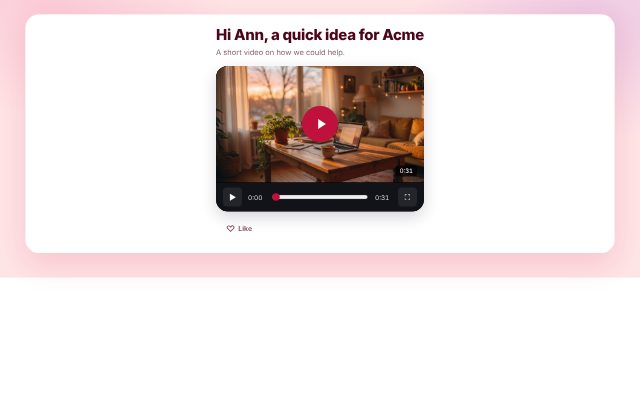 Hi Ann, a quick idea for Acme
A short video on how we could help.
0:31
0:00
0:31
Like